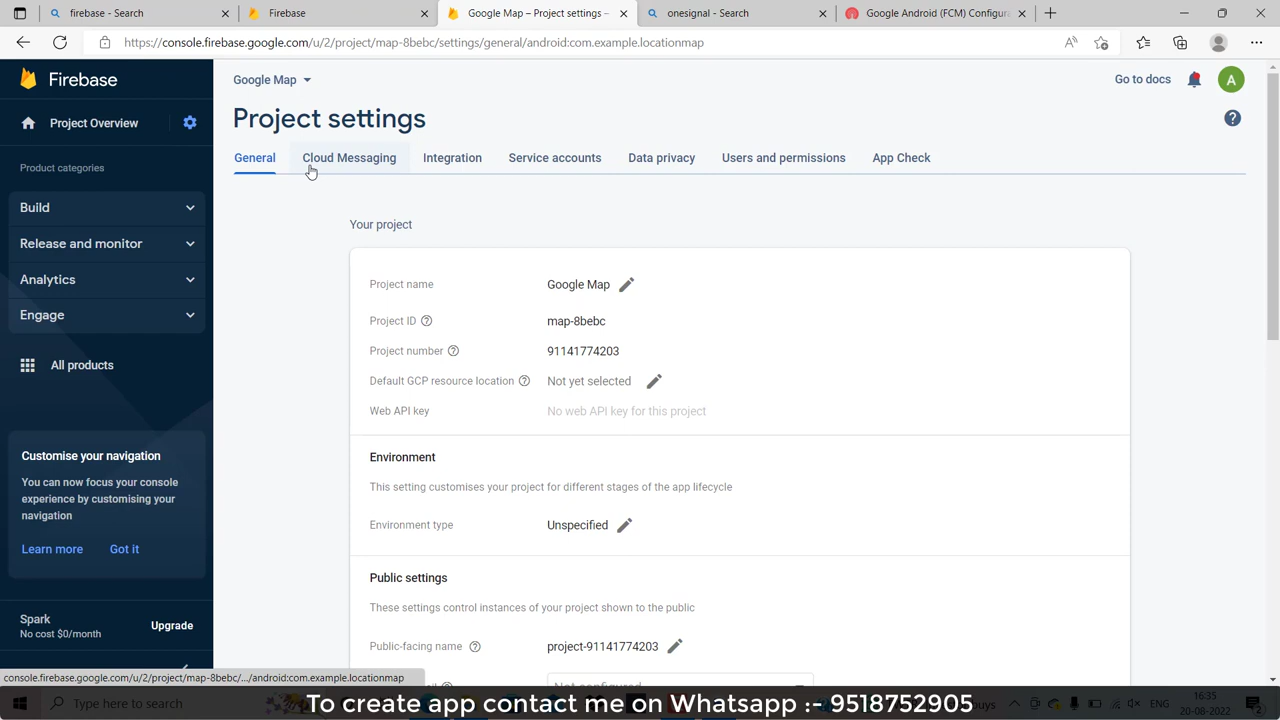 firebase - Search
Firebase
Google Map – Project settings –
onesignal - Search
Google Android (FCM) Configura
https://console.firebase.google.com/u/2/project/map-8bebc/settings/general/android:com.example.locationmap
Firebase
Google Map
Go to docs
A
Project Overview
Project settings
General
Cloud Messaging
Integration
Service accounts
Data privacy
Users and permissions
App Check
Product categories
Build
Release and monitor
Analytics
Engage
All products
Customise your navigation
You can now focus your console
experience by customising your
navigation
Learn more
Got it
Spark
No cost $0/month
Upgrade
Your project
Project name
Google Map
Project ID
map-8bebc
Project number
91141774203
Default GCP resource location
Not yet selected
Web API key
No web API key for this project
Environment
This setting customises your project for different stages of the app lifecycle
Environment type
Unspecified
Public settings
These settings control instances of your project shown to the public
Public-facing name
project-91141774203
Not configured
console.firebase.google.com/u/2/project/map-8bebc/.../android:com.example.locationmap
Type here to search
To create app contact me on Whatsapp :- 9518752905
ENG
16:35
20-08-2022